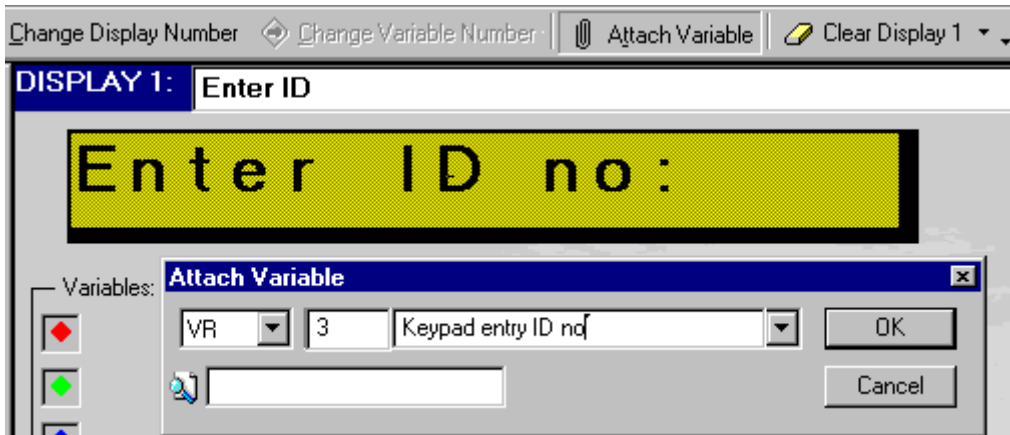 Change Display Number Change Variable Number Attach Variable Clear Display 1
DISPLAY 1: Enter ID
Enter ID no:
Variables:
Attach Variable
VR 3 Keypad entry ID no OK
Cancel